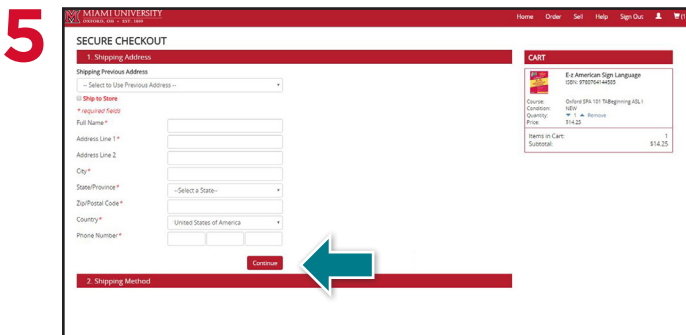 5
MIAMI UNIVERSITY
OXFORD, OH • EST. 1809
Home Order Sell Help Sign Out (1
SECURE CHECKOUT
1. Shipping Address
Shipping Previous Address
-- Select to Use Previous Address --
Ship to Store
* required fields
Full Name *
Address Line 1 *
Address Line 2
City *
State/Province *
--Select a State--
Zip/Postal Code *
Country *
United States of America
Phone Number *
Continue
2. Shipping Method
CART
E-z American Sign Language
ISBN: 9780764144585
Course: Oxford SPA 101 TABeginning ASL I
Condition: NEW
Quantity: 1 Remove
Price: $14.25
Items in Cart: 1
Subtotal: $14.25